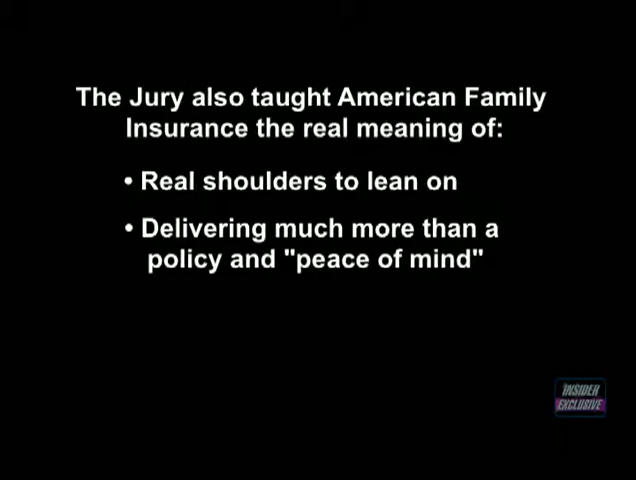 The Jury also taught American Family
Insurance the real meaning of:
• Real shoulders to lean on
• Delivering much more than a
policy and "peace of mind"
INSIDER
EXCLUSIVE